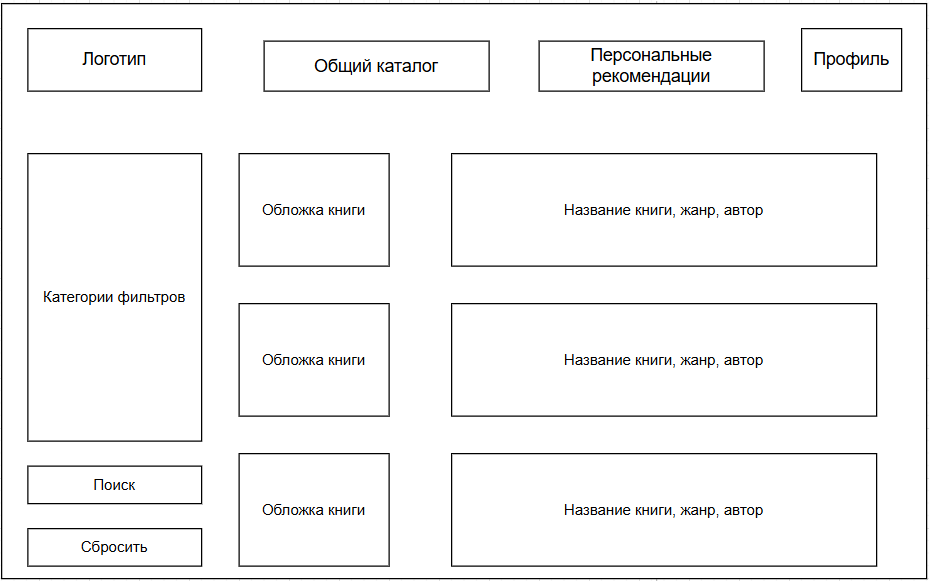 Логотип
Общий каталог
Персональные
рекомендации
Профиль
Категории фильтров
Обложка книги
Название книги, жанр, автор
Обложка книги
Название книги, жанр, автор
Поиск
Сбросить
Обложка книги
Название книги, жанр, автор